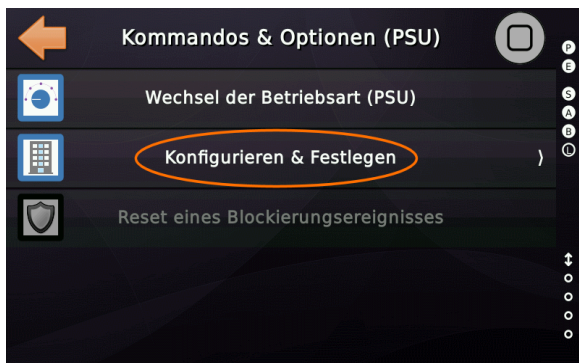 Kommandos & Optionen (PSU)
Wechsel der Betriebsart (PSU)
Konfigurieren & Festlegen
Reset eines Blockierungsereignisses
P
E
S
A
B
L